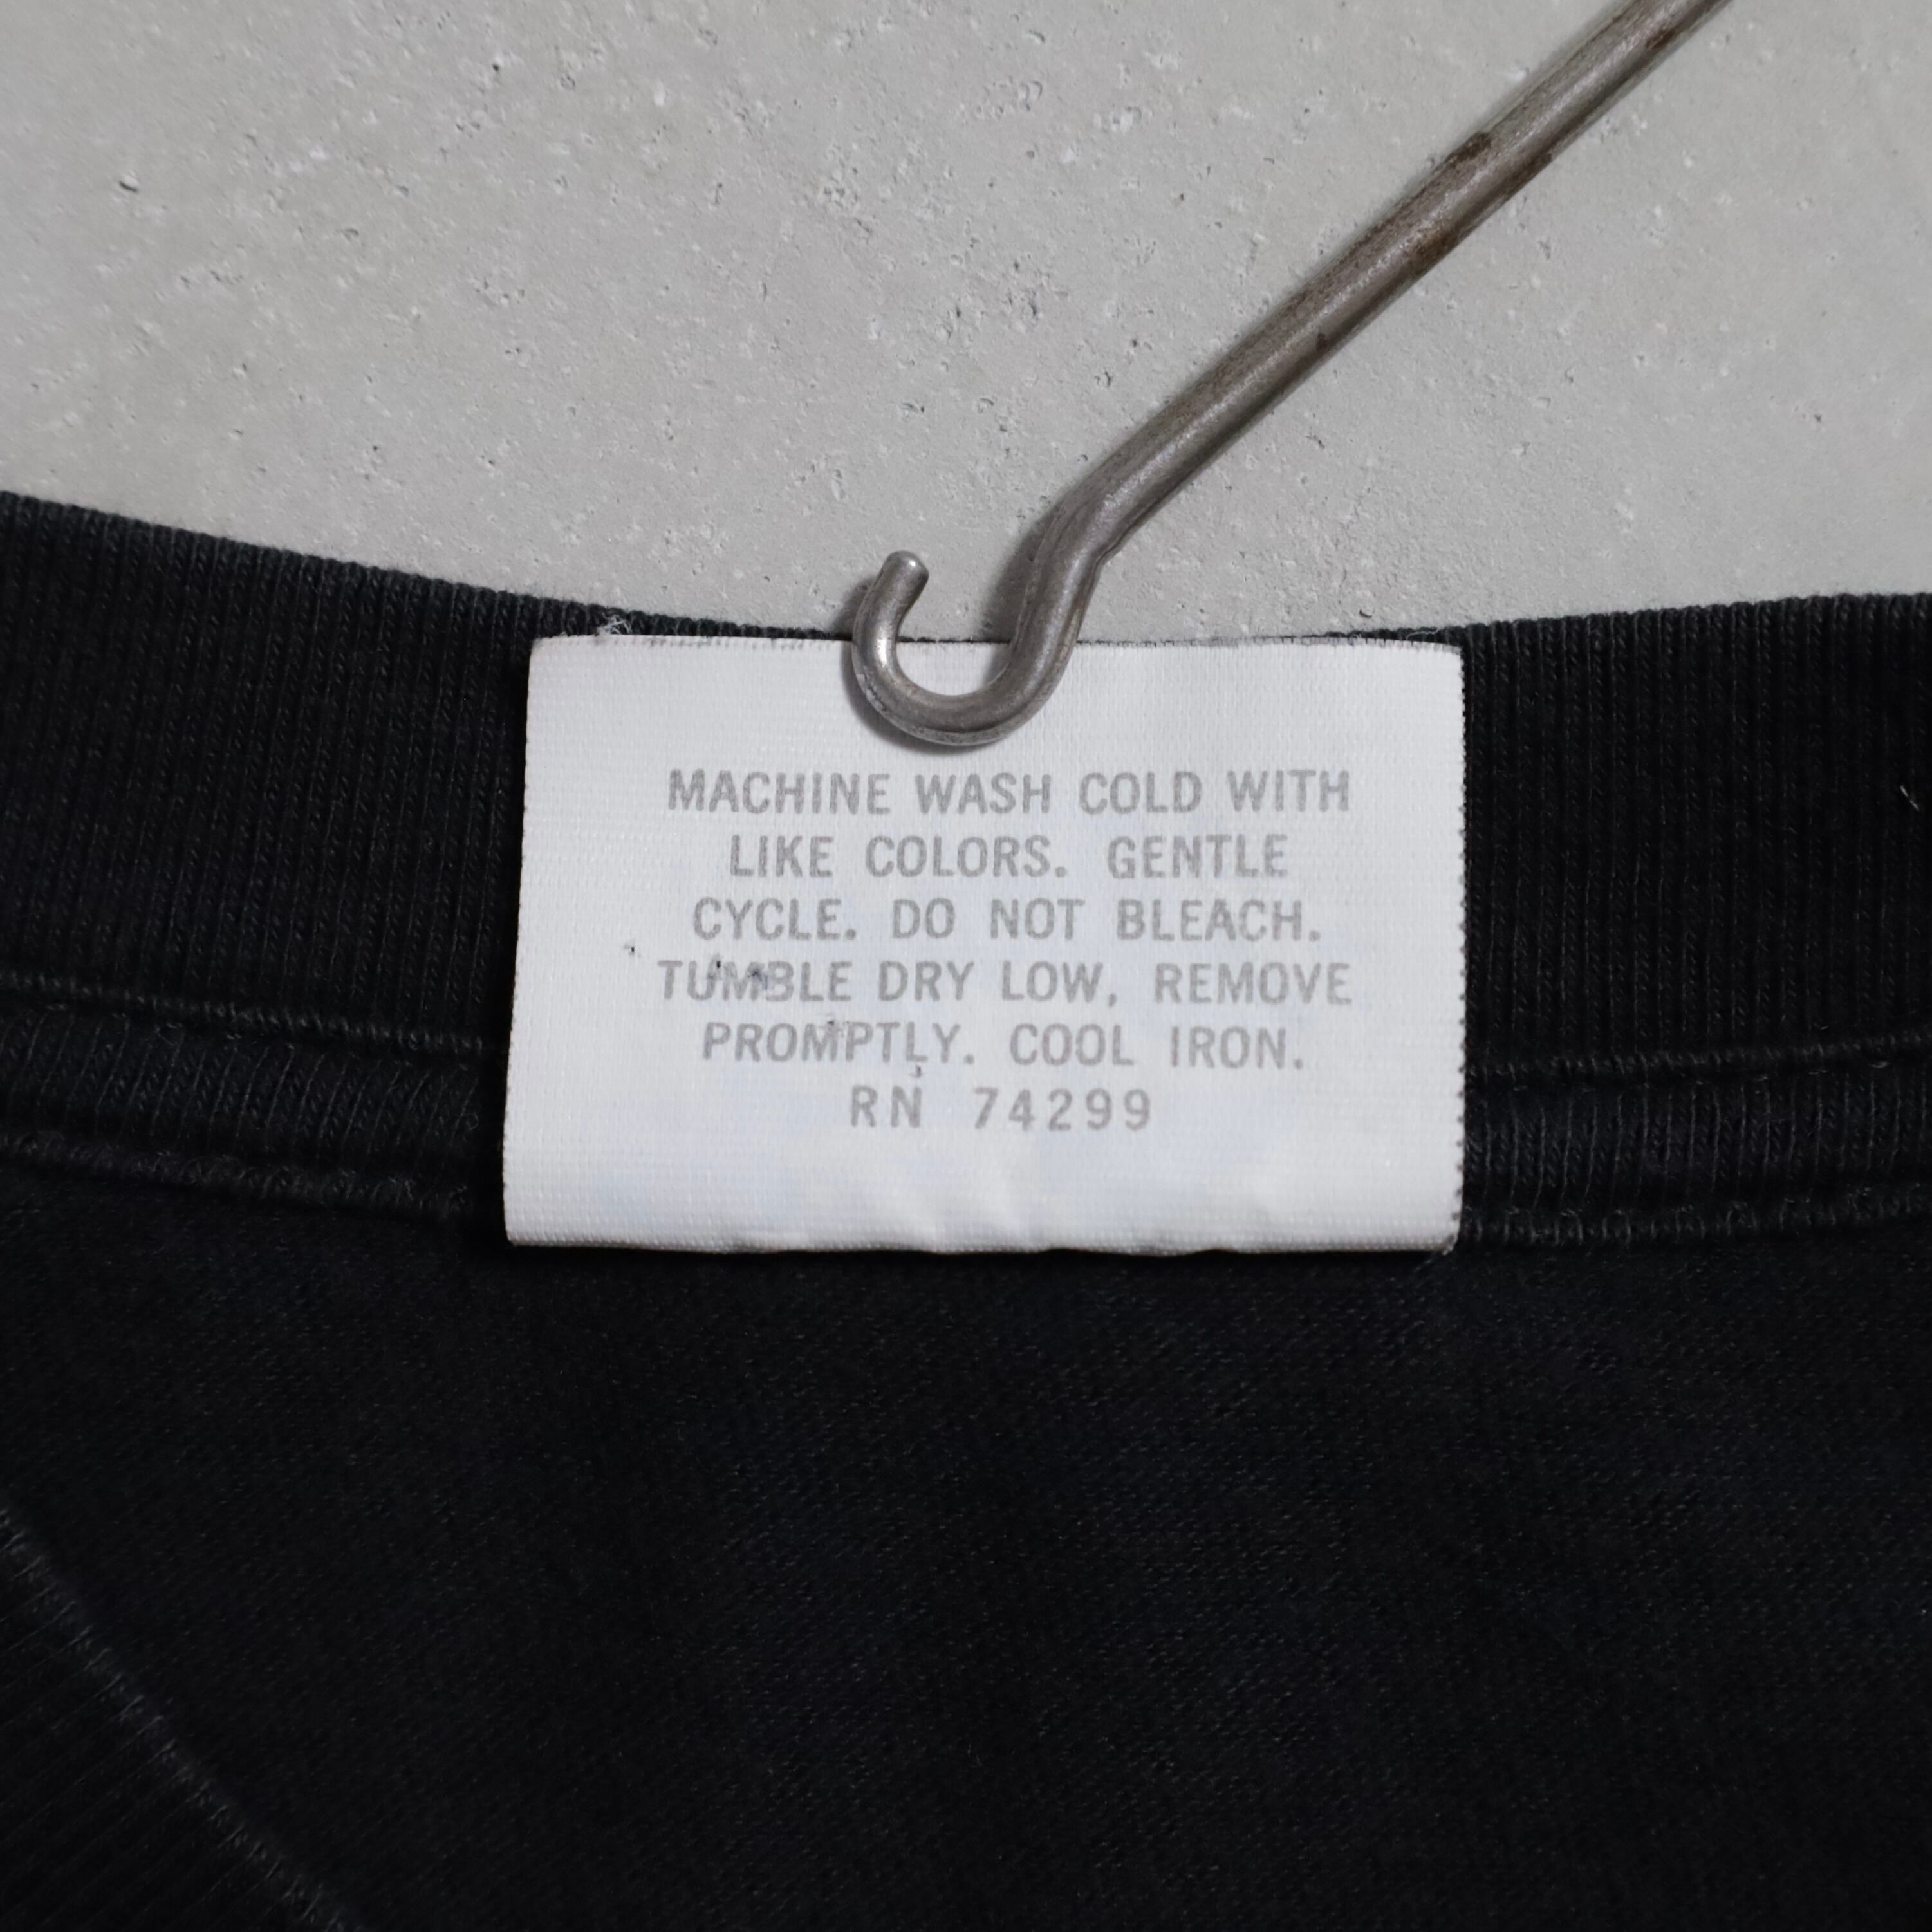 MACHINE WASH COLD WITH
LIKE COLORS. GENTLE
CYCLE. DO NOT BLEACH.
TUMBLE DRY LOW, REMOVE
PROMPTLY. COOL IRON.
RN 74299